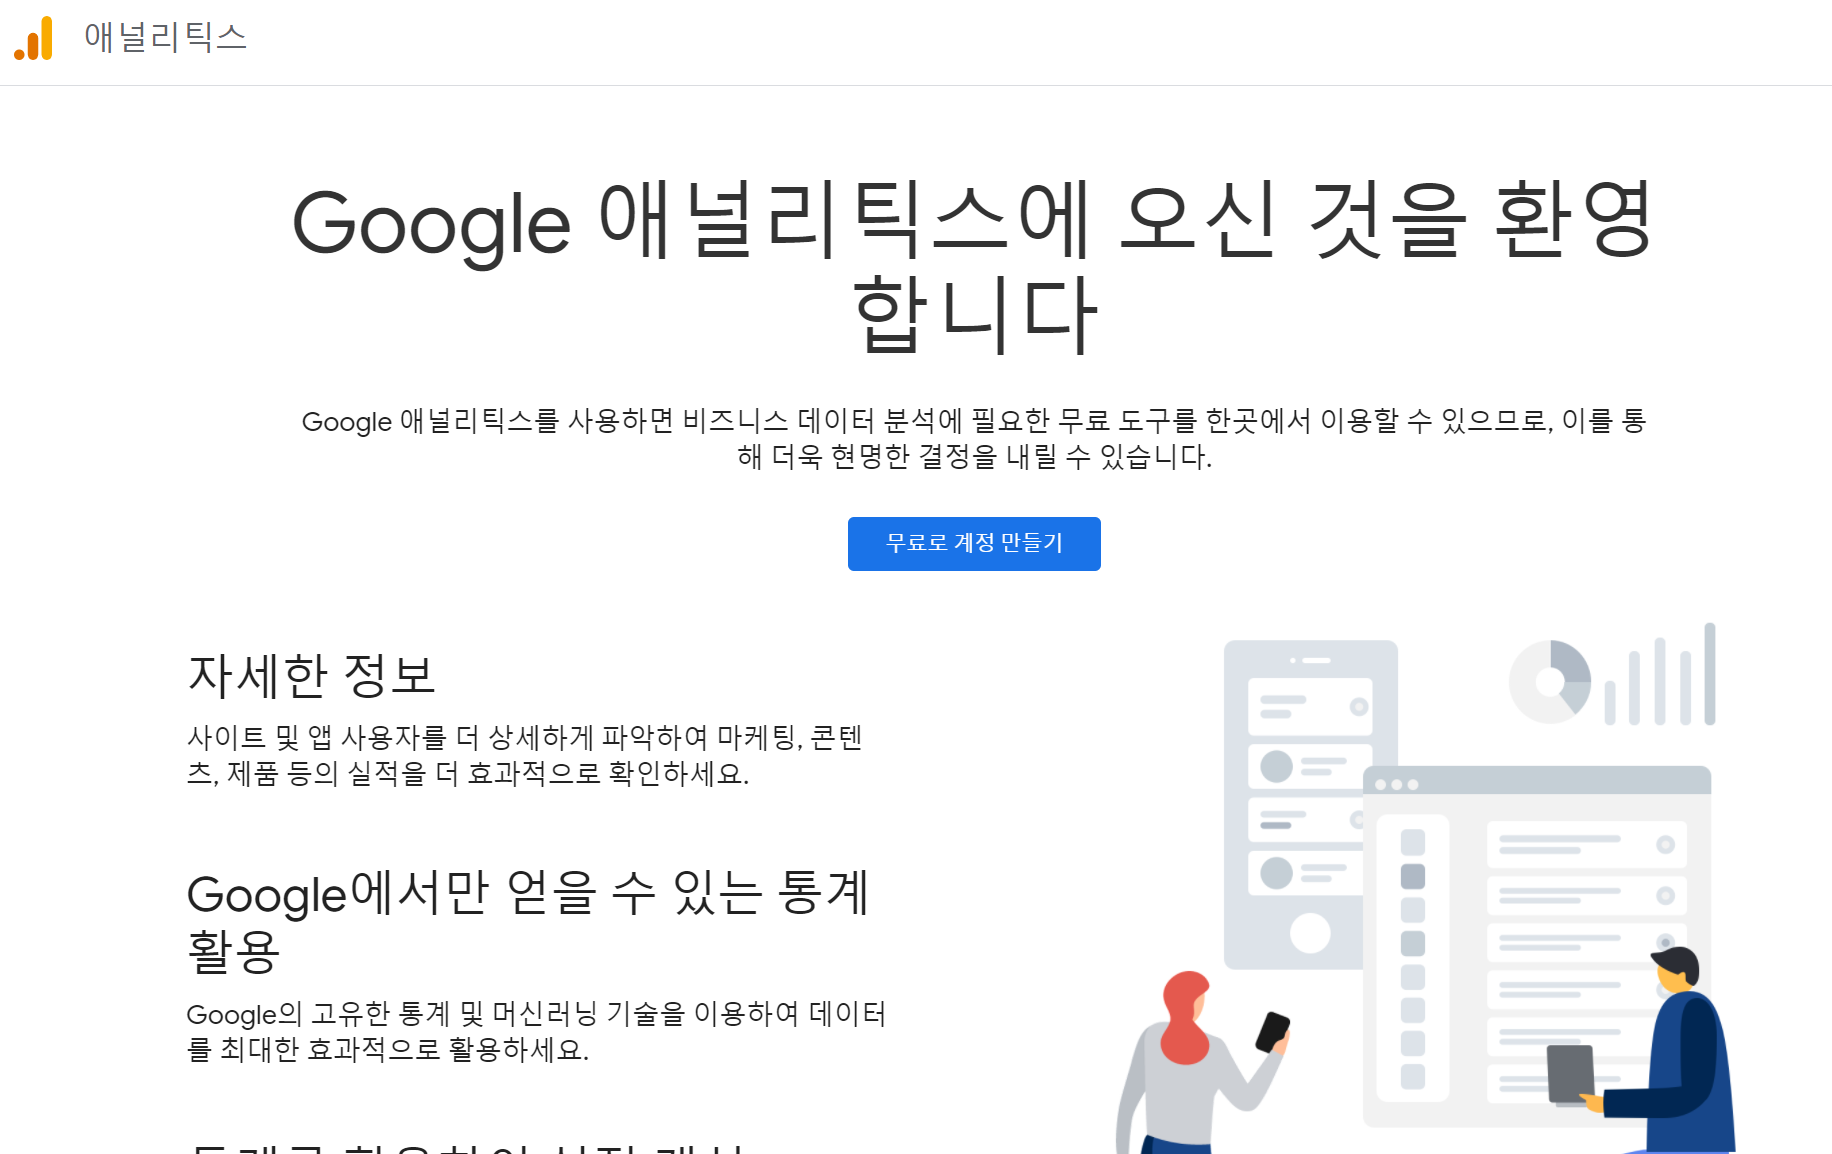 애널리틱스
Google 애널리틱스에 오신 것을 환영
합니다
Google 애널리틱스를 사용하면 비즈니스 데이터 분석에 필요한 무료 도구를 한곳에서 이용할 수 있으므로, 이를 통
해 더욱 현명한 결정을 내릴 수 있습니다.
무료로 계정 만들기
자세한 정보
사이트 및 앱 사용자를 더 상세하게 파악하여 마케팅, 콘텐
츠, 제품 등의 실적을 더 효과적으로 확인하세요.
Google에서만 얻을 수 있는 통계
활용
Google의 고유한 통계 및 머신러닝 기술을 이용하여 데이터
를 최대한 효과적으로 활용하세요.